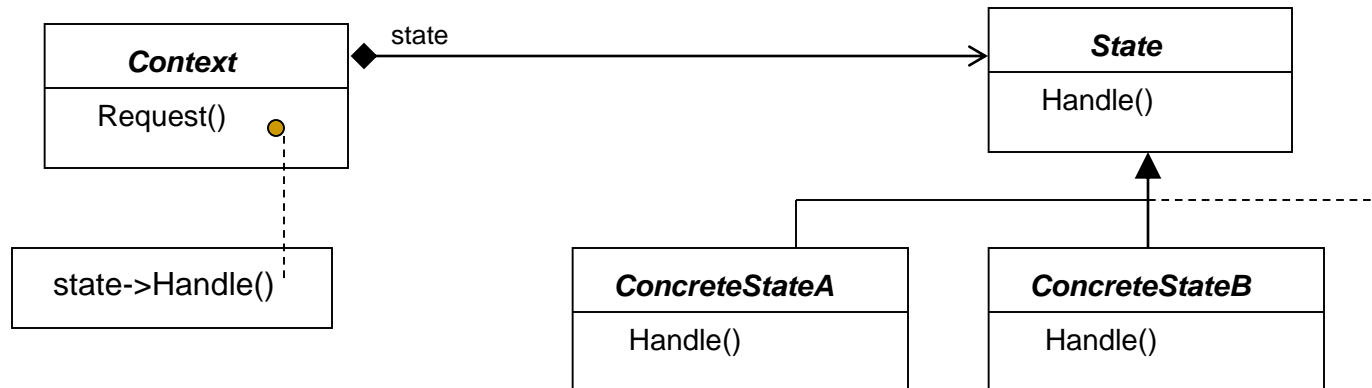 Context
Request()
state
State
Handle()
state->Handle()
ConcreteStateA
Handle()
ConcreteStateB
Handle()